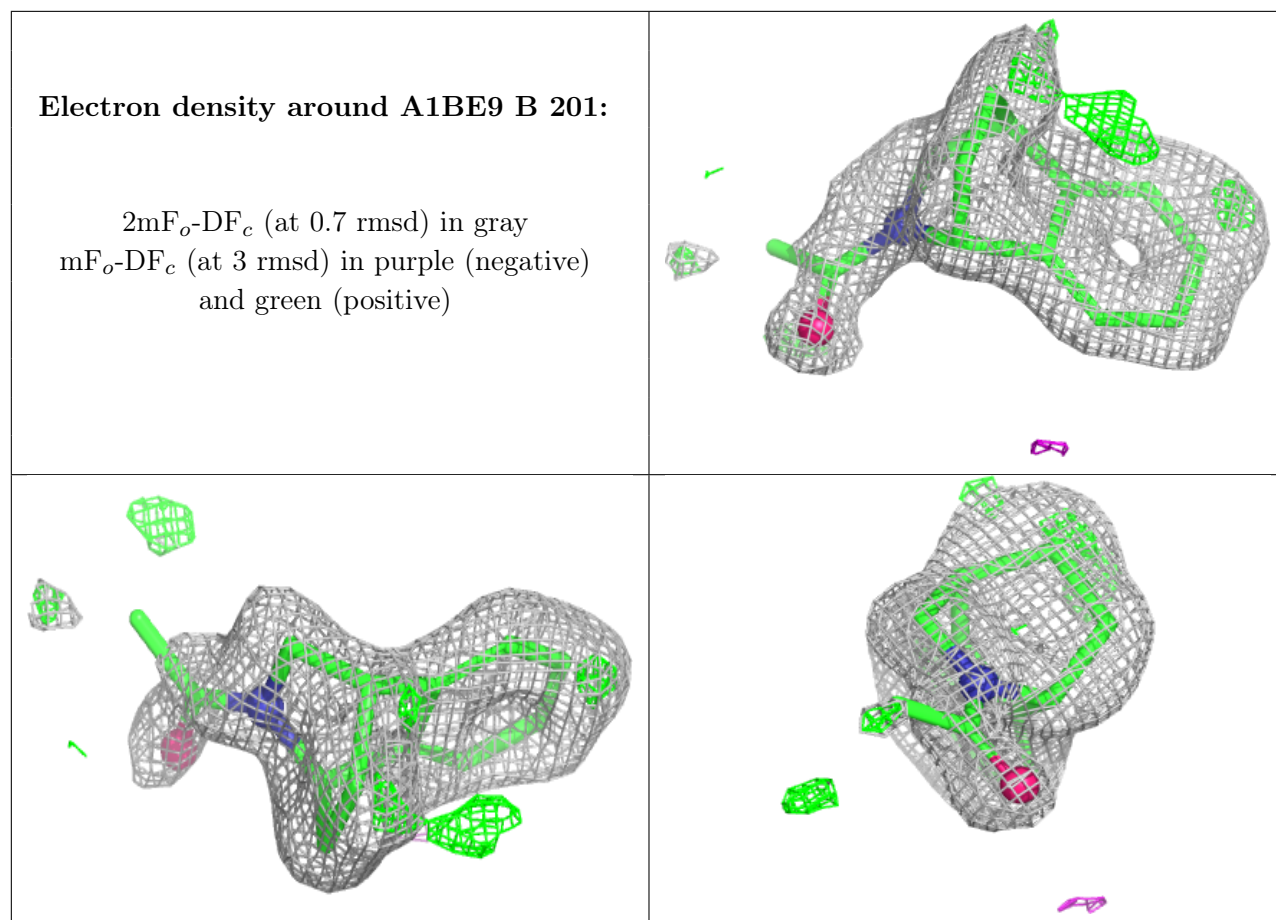 Electron density around A1BE9 B 201:
2mFo-DFc (at 0.7 rmsd) in gray
mFo-DFc (at 3 rmsd) in purple (negative)
and green (positive)